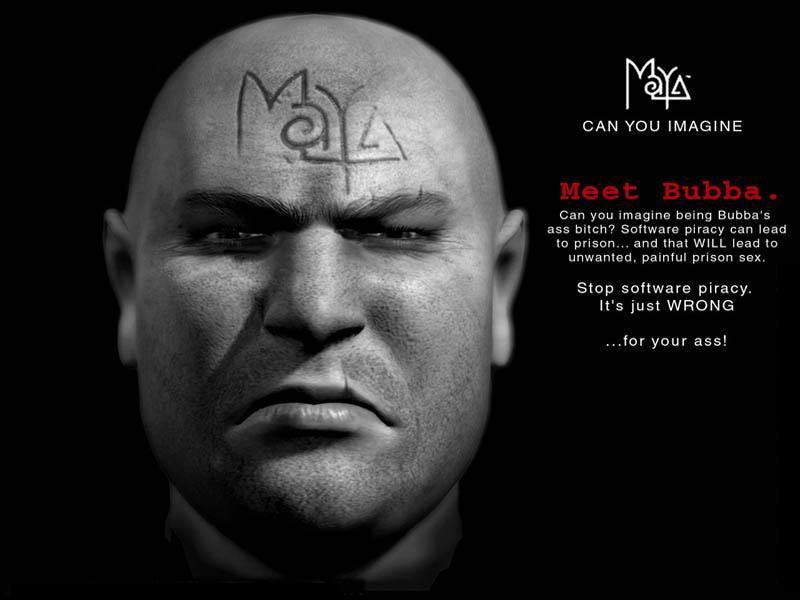 MaYA
MaYA
CAN YOU IMAGINE
Meet Bubba.
Can you imagine being Bubba's
ass bitch? Software piracy can lead
to prison... and that WILL lead to
unwanted, painful prison sex.
Stop software piracy.
It's just WRONG
...for your ass!